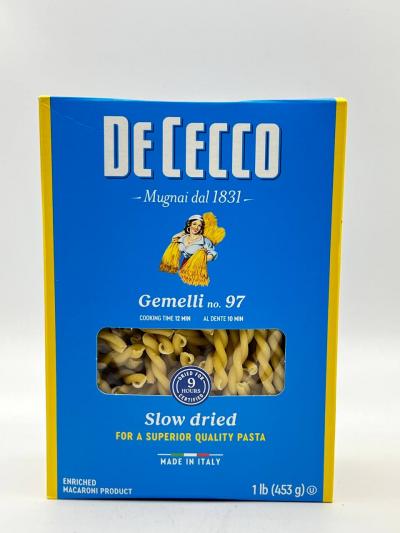 DE CECCO
Mugnai dal 1831
Gemelli no. 97
COOKING TIME 12 MIN AL DENTE 10 MIN
DRIED FOR
9
HOURS
CERTIFIED
Slow dried
FOR A SUPERIOR QUALITY PASTA
MADE IN ITALY
ENRICHED
MACARONI PRODUCT
1 lb (453 g) U